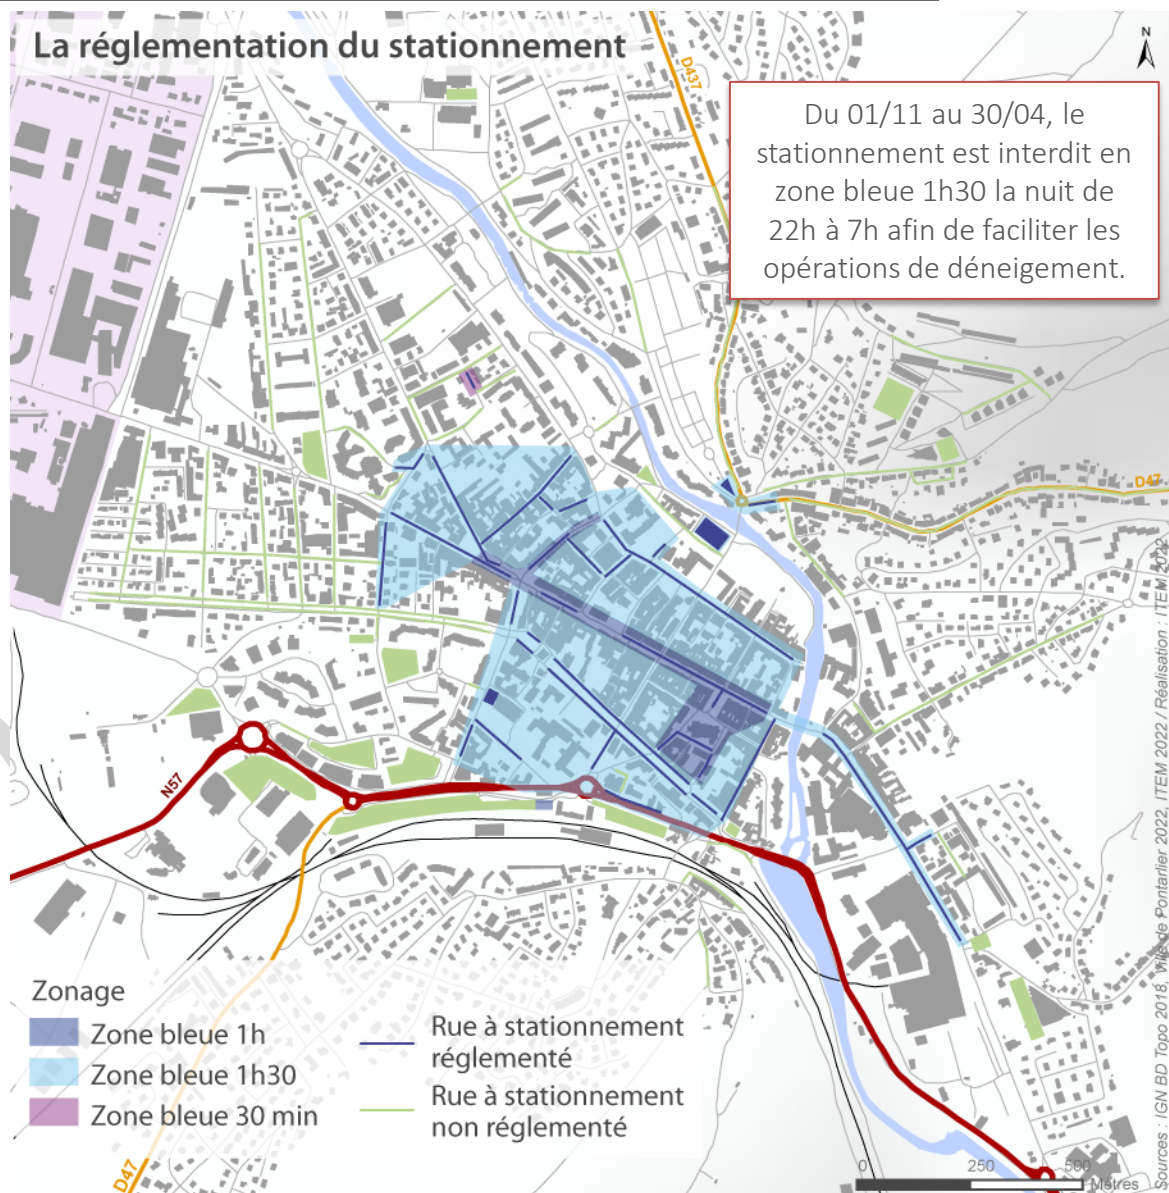 La réglementation du stationnement
N
D437
Du 01/11 au 30/04, le
stationnement est interdit en
zone bleue 1h30 la nuit de
22h à 7h afin de faciliter les
opérations de déneigement.
D47
N57
Zonage
Zone bleue 1h
Zone bleue 1h30
Zone bleue 30 min
Rue à stationnement
réglementé
Rue à stationnement
non réglementé
D47
0 250 500
Mètres
Sources : IGN BD Topo 2018, Ville de Pontarlier 2022, ITEM 2022 / Réalisation : ITEM 2022